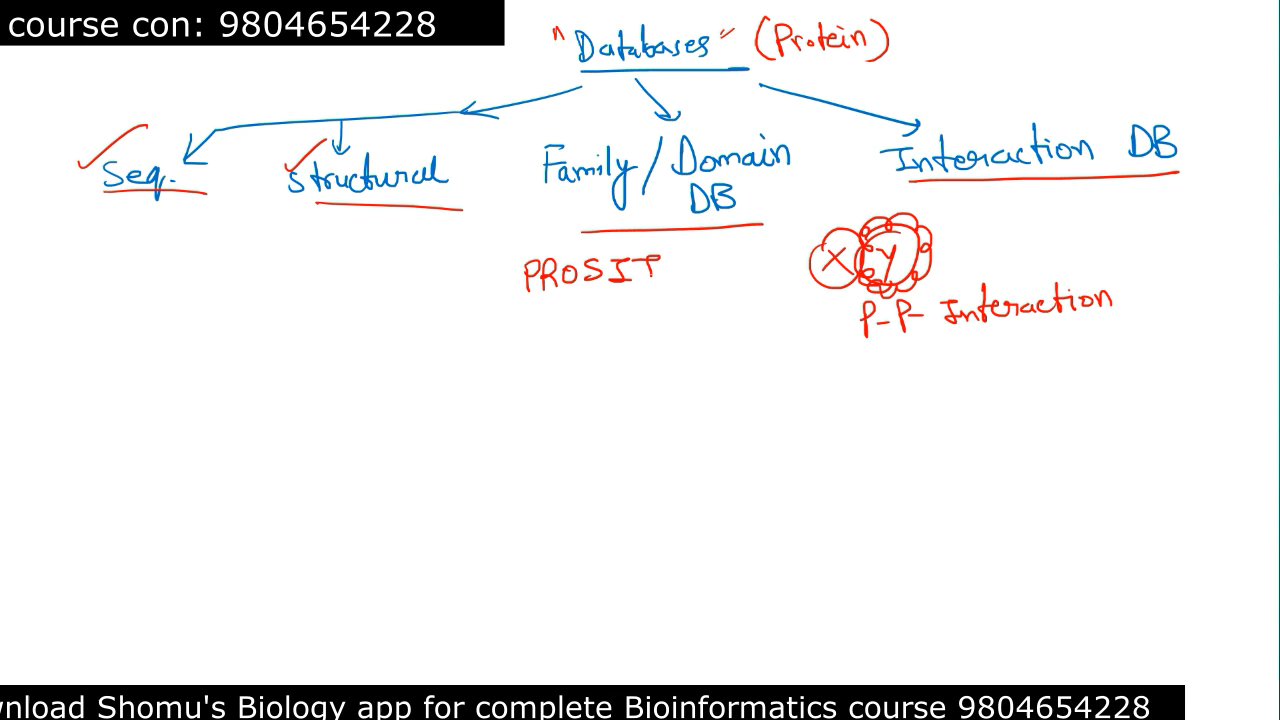 course con: 9804654228
"Databases" (Protein)
Seq. Structural Family/Domain DB Interaction DB
PROSIT
X Y
P-P- Interaction
wnload Shomu's Biology app for complete Bioinformatics course 9804654228